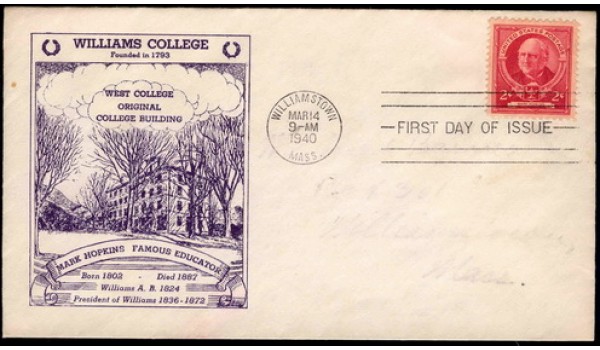 WILLIAMS COLLEGE
Founded in 1793
WEST COLLEGE
ORIGINAL
COLLEGE BUILDING
MARK HOPKINS FAMOUS EDUCATOR
Born 1802 - Died 1887
Williams A. B. 1824
President of Williams 1836-1872
WILLIAMSTOWN
MAR 14
9-AM
1940
MASS.
FIRST DAY OF ISSUE
UNITED STATES POSTAGE
2¢ 2¢
Mass.